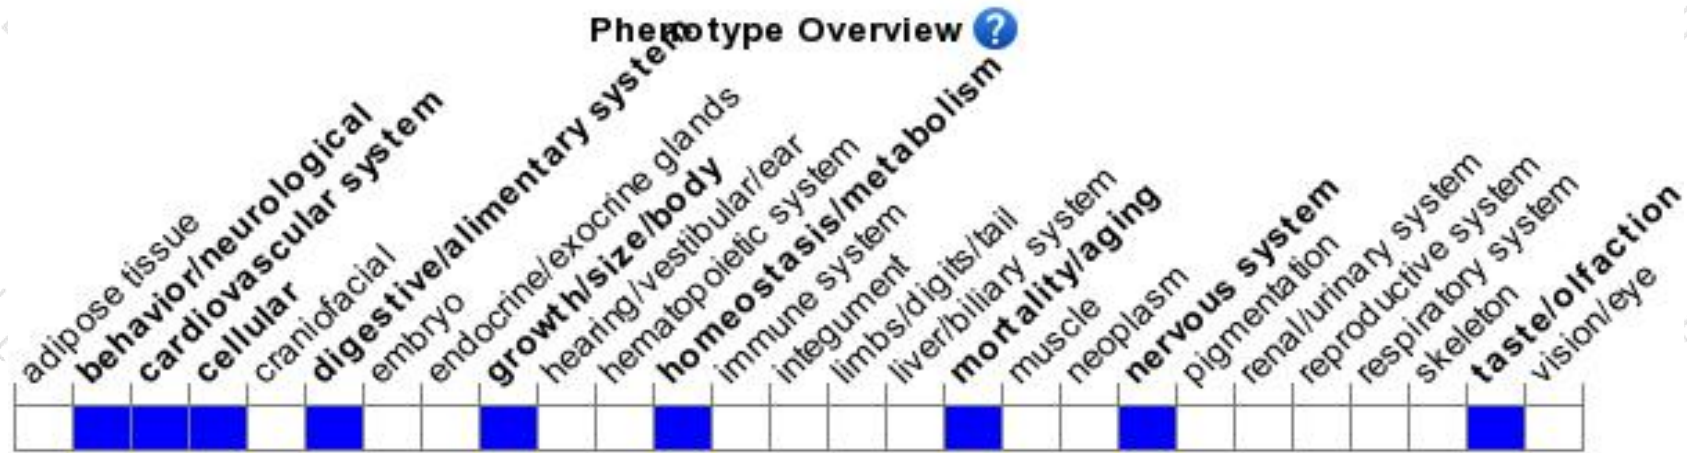 Phenotype Overview ?
adipose tissue
behavior/neurological
cardiovascular system
cellular
craniofacial
digestive/alimentary system
embryo
endocrine/exocrine glands
growth/size/body
hearing/vestibular/ear
hematopoietic system
homeostasis/metabolism
immune system
integument
limbs/digits/tail
liver/biliary system
mortality/aging
muscle
neoplasm
nervous system
pigmentation
renal/urinary system
reproductive system
respiratory system
skeleton
taste/olfaction
vision/eye